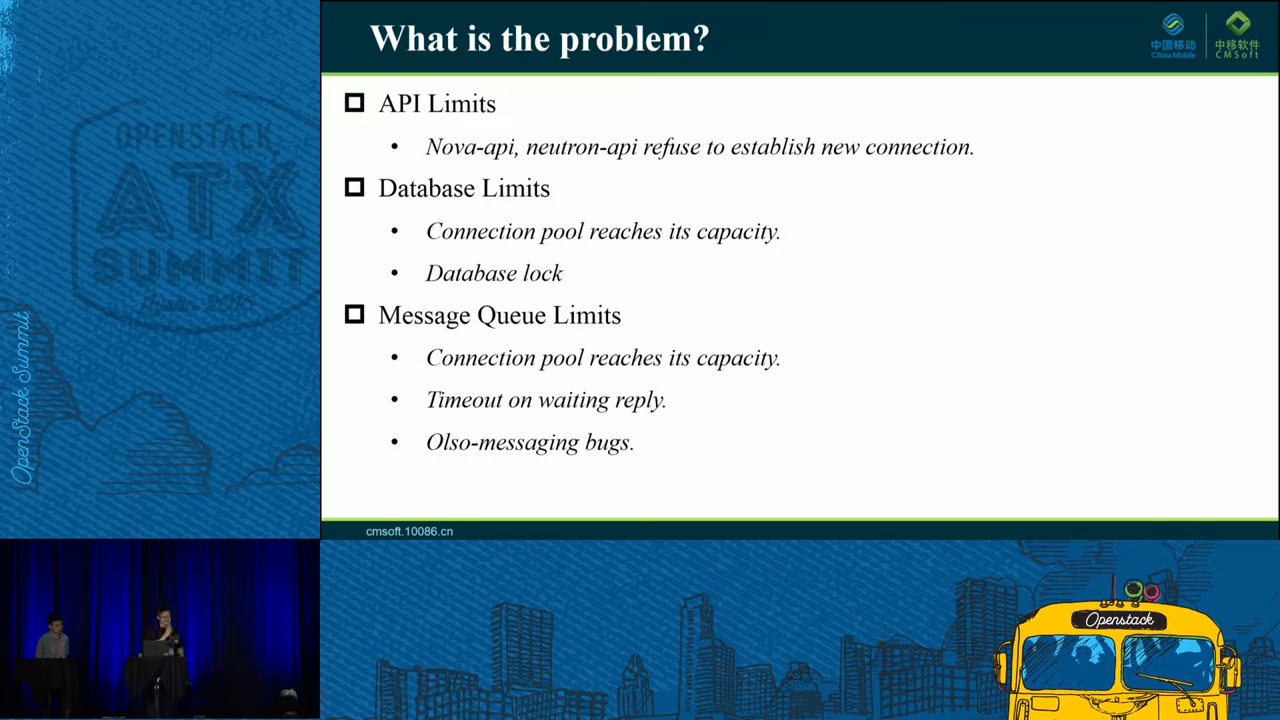 What is the problem?
中国移动
China Mobile
中移软件
CMSoft
API Limits
• Nova-api, neutron-api refuse to establish new connection.
Database Limits
• Connection pool reaches its capacity.
• Database lock
Message Queue Limits
• Connection pool reaches its capacity.
• Timeout on waiting reply.
• Olso-messaging bugs.
cmsoft.10086.cn
OPENSTACK
ATX
SUMMIT
Austin 2016
OpenStack Summit
Openstack